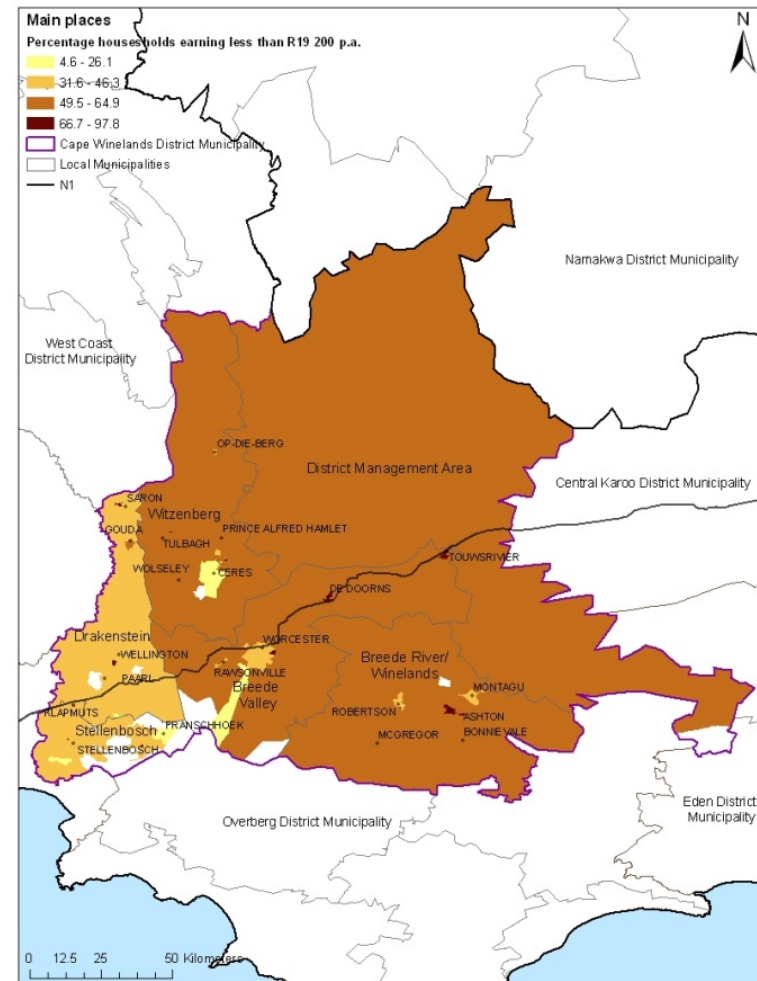 Main places
Percentage housesholds earning less than R19 200 p.a.
4.6 - 26.1
31.6 - 46.3
49.5 - 64.9
66.7 - 97.8
Cape Winelands District Municipality
Local Municipalities
N1
N
Namakwa District Municipality
West Coast
District Municipality
OP-DIE-BERG
District Management Area
Central Karoo District Municipality
SARON
Witzenberg
GOUDA
PRINCE ALFRED HAMLET
TULBAGH
TOUWSRIVIER
WOLSELEY
CERES
DE DOORNS
Drakenstein
WORCESTER
WELLINGTON
Breede River/
Winelands
PAARL
RAWSONVILLE
Breede
Valley
MONTAGU
KLAPMUTS
ROBERTSON
ASHTON
FRANSCHHOEK
Stellenbosch
STELLENBOSCH
MCGREGOR
BONNIEVALE
Eden District
Municipality
Overberg District Municipality
0 12.5 25 50 Kilometers